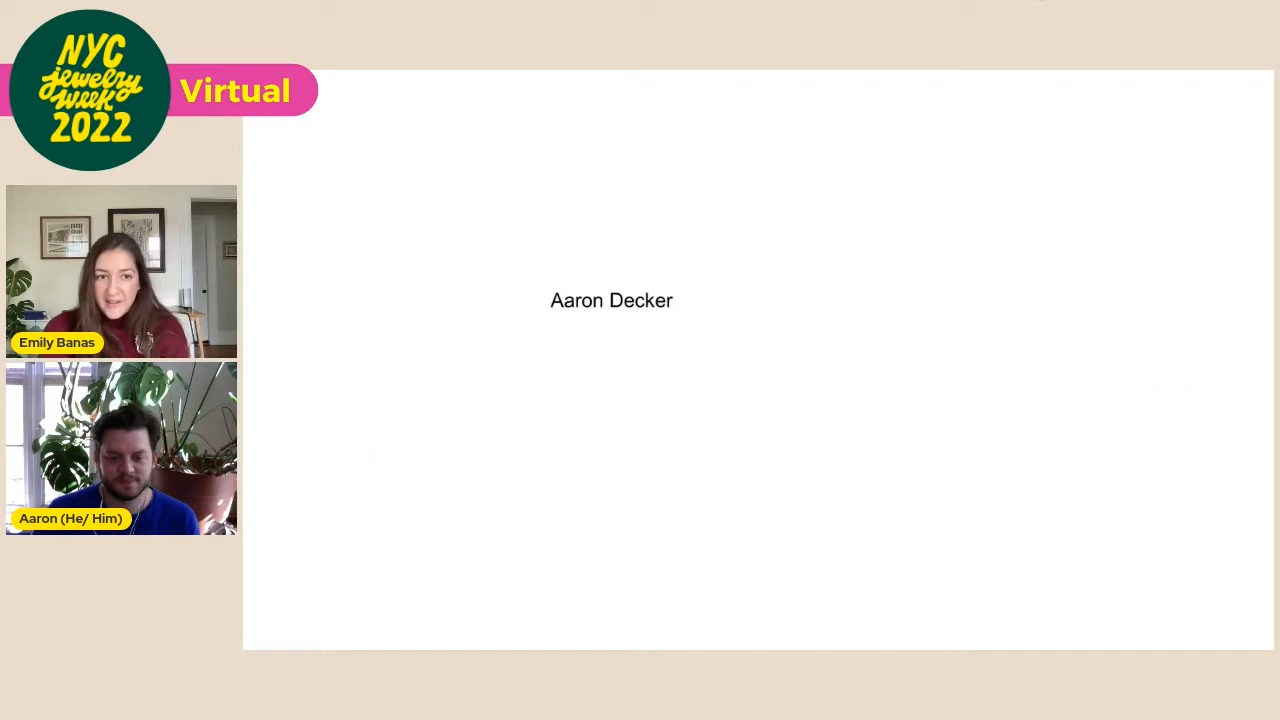 NYC
jewelry
week
2022
Virtual
Aaron Decker
Emily Banas
Aaron (He/ Him)